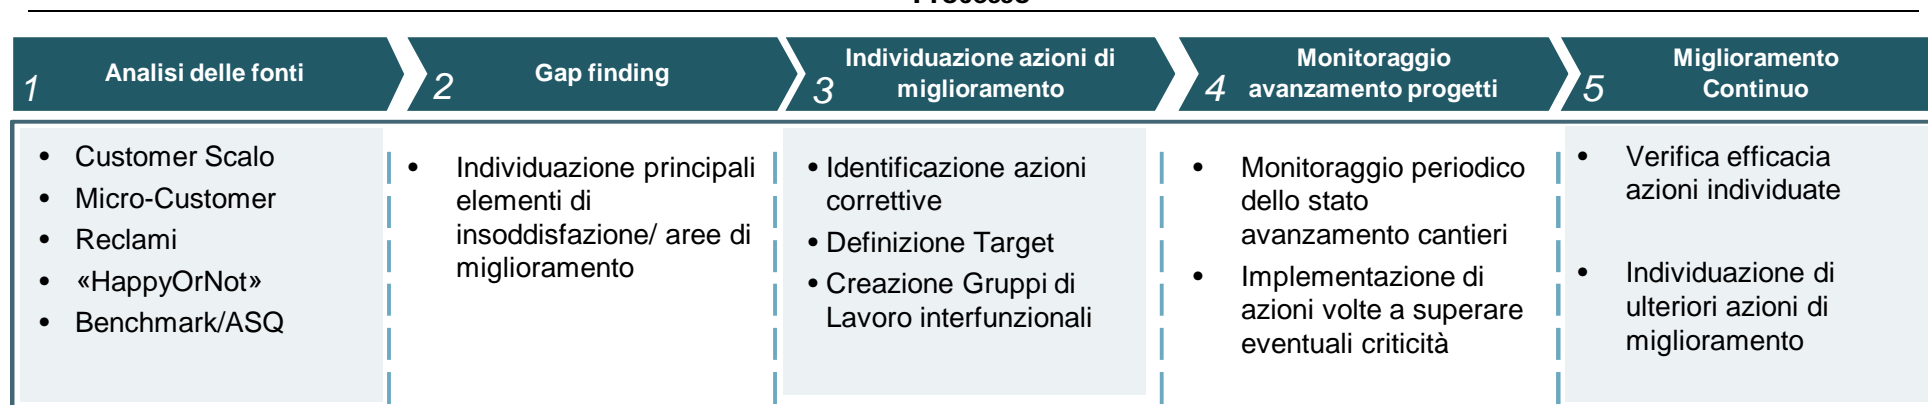 1
Analisi delle fonti
2
Gap finding
3
Individuazione azioni di
miglioramento
4
Monitoraggio
avanzamento progetti
5
Miglioramento
Continuo
• Customer Scalo
• Micro-Customer
• Reclami
• «HappyOrNot»
• Benchmark/ASQ
• Individuazione principali
elementi di
insoddisfazione/ aree di
miglioramento
• Identificazione azioni
correttive
• Definizione Target
• Creazione Gruppi di
Lavoro interfunzionali
• Monitoraggio periodico
dello stato
avanzamento cantieri
• Implementazione di
azioni volte a superare
eventuali criticità
• Verifica efficacia
azioni individuate
• Individuazione di
ulteriori azioni di
miglioramento